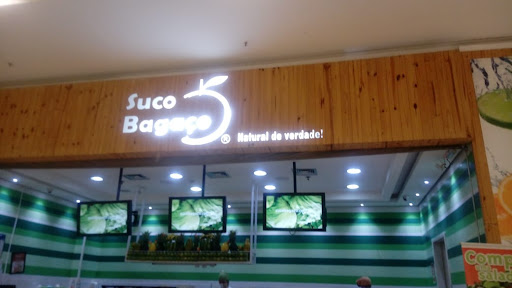 Suco
Bagaço
®
Natural de verdade!